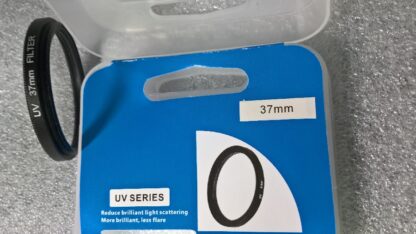 UV 37mm FILTER
37mm
UV SERIES
Reduce brilliant light scattering
More brilliant, less flare